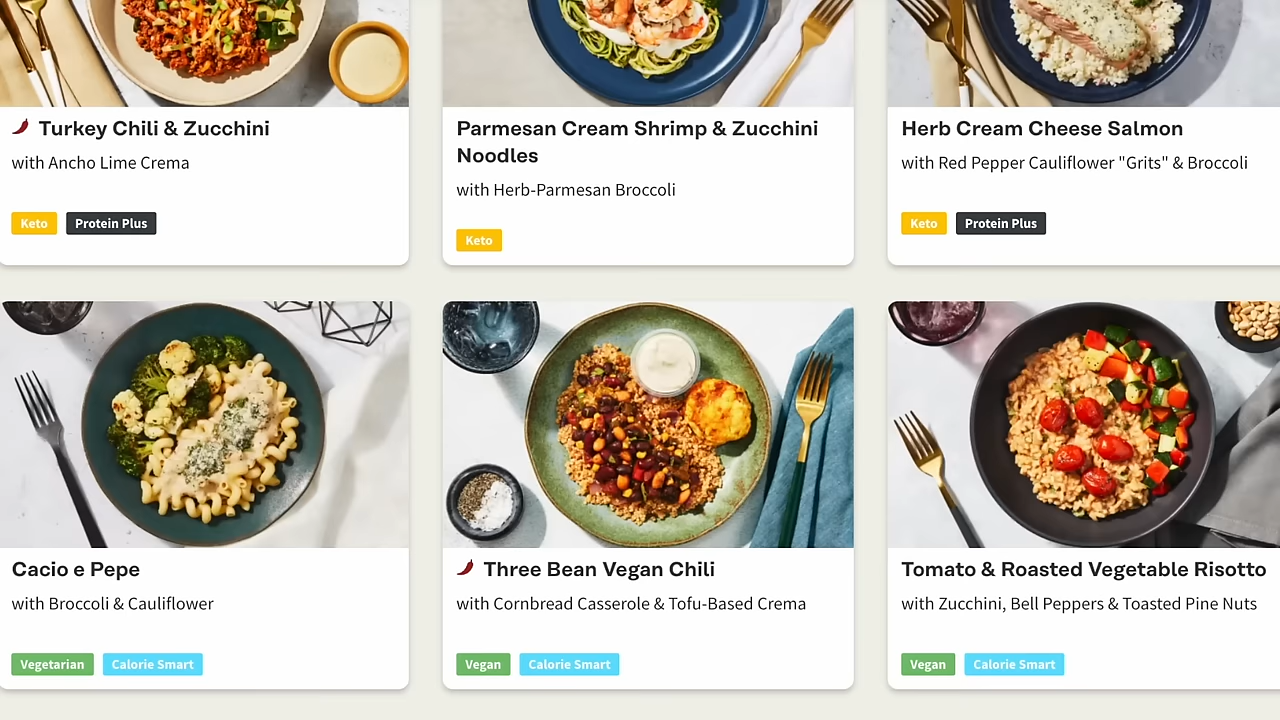 Turkey Chili & Zucchini
with Ancho Lime Crema
Keto Protein Plus
Parmesan Cream Shrimp & Zucchini
Noodles
with Herb-Parmesan Broccoli
Keto
Herb Cream Cheese Salmon
with Red Pepper Cauliflower "Grits" & Broccoli
Keto Protein Plus
Cacio e Pepe
with Broccoli & Cauliflower
Vegetarian Calorie Smart
Three Bean Vegan Chili
with Cornbread Casserole & Tofu-Based Crema
Vegan Calorie Smart
Tomato & Roasted Vegetable Risotto
with Zucchini, Bell Peppers & Toasted Pine Nuts
Vegan Calorie Smart